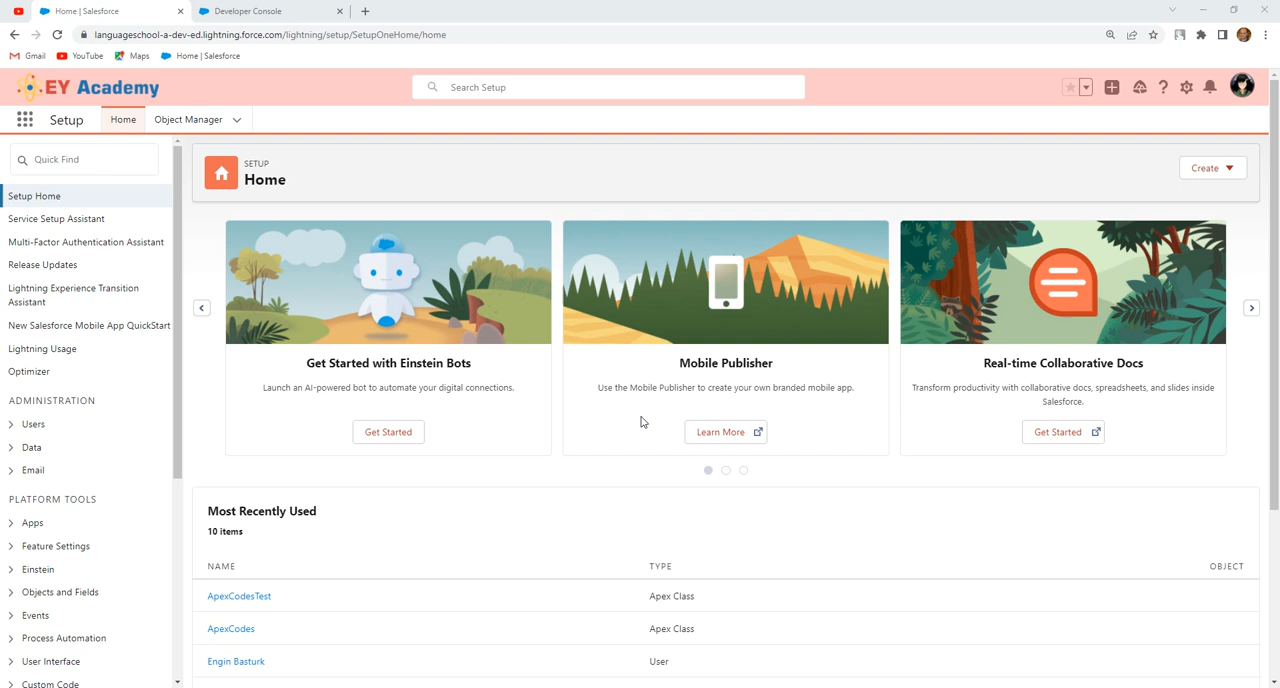 Home | Salesforce
Developer Console
languageschool-a-dev-ed.lightning.force.com/lightning/setup/SetupOneHome/home
Gmail
YouTube
Maps
Home | Salesforce
EY Academy
Search Setup
Setup
Home
Object Manager
Quick Find
Setup Home
Service Setup Assistant
Multi-Factor Authentication Assistant
Release Updates
Lightning Experience Transition
Assistant
New Salesforce Mobile App QuickStart
Lightning Usage
Optimizer
ADMINISTRATION
Users
Data
Email
PLATFORM TOOLS
Apps
Feature Settings
Einstein
Objects and Fields
Events
Process Automation
User Interface
Custom Code
SETUP
Home
Create
Get Started with Einstein Bots
Launch an AI-powered bot to automate your digital connections.
Get Started
Mobile Publisher
Use the Mobile Publisher to create your own branded mobile app.
Learn More
Real-time Collaborative Docs
Transform productivity with collaborative docs, spreadsheets, and slides inside
Salesforce.
Get Started
Most Recently Used
10 items
NAME TYPE OBJECT
ApexCodesTest Apex Class
ApexCodes Apex Class
Engin Basturk User